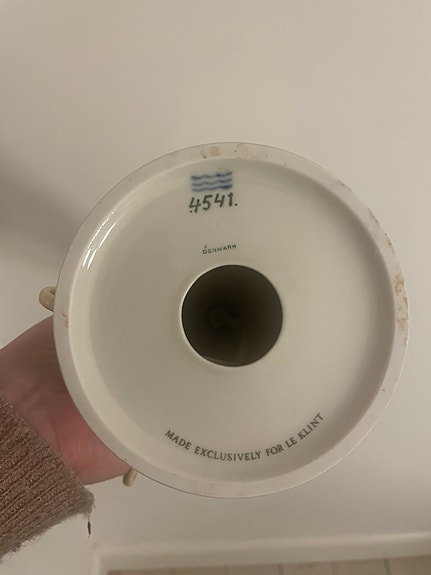 .4541.
DENMARK
MADE EXCLUSIVELY FOR LE KLINT